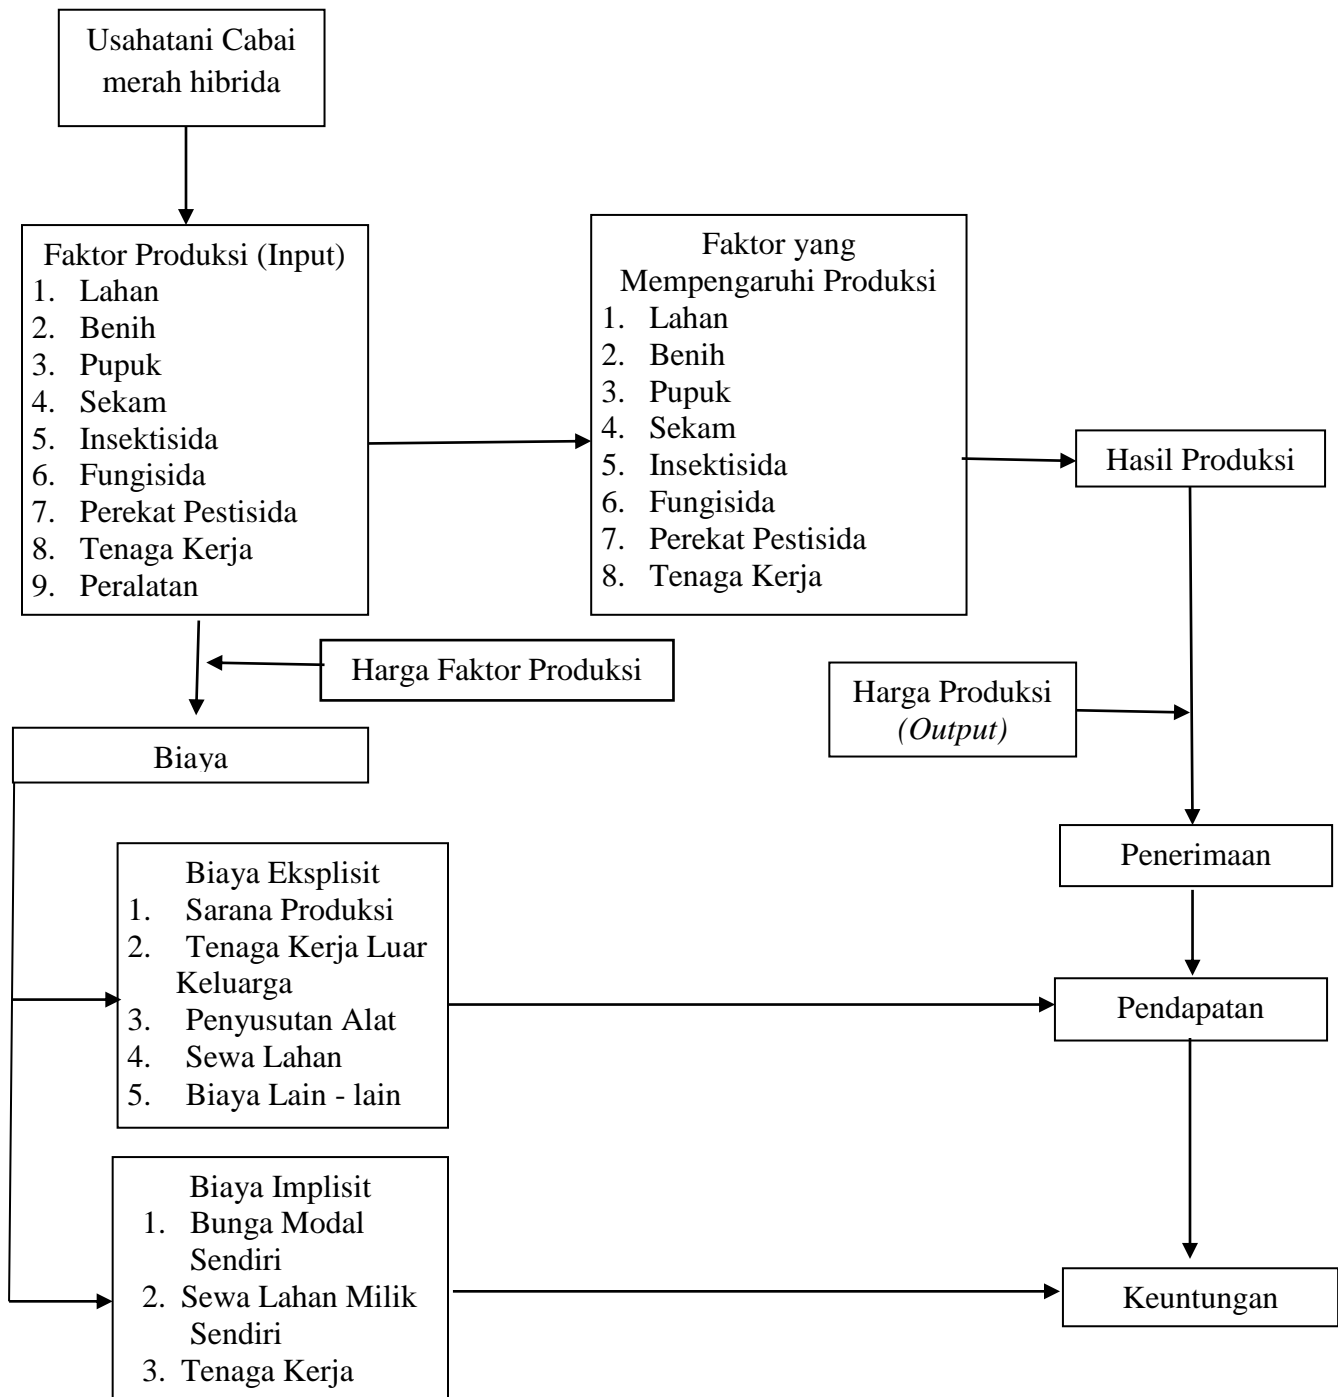 Usahatani Cabai
merah hibrida
Faktor Produksi (Input)
1. Lahan
2. Benih
3. Pupuk
4. Sekam
5. Insektisida
6. Fungisida
7. Perekat Pestisida
8. Tenaga Kerja
9. Peralatan
Faktor yang
Mempengaruhi Produksi
1. Lahan
2. Benih
3. Pupuk
4. Sekam
5. Insektisida
6. Fungisida
7. Perekat Pestisida
8. Tenaga Kerja
Hasil Produksi
Harga Faktor Produksi
Harga Produksi
(Output)
Biaya
Penerimaan
Biaya Eksplisit
1. Sarana Produksi
2. Tenaga Kerja Luar
Keluarga
3. Penyusutan Alat
4. Sewa Lahan
5. Biaya Lain - lain
Pendapatan
Biaya Implisit
1. Bunga Modal
Sendiri
2. Sewa Lahan Milik
Sendiri
3. Tenaga Kerja
Keuntungan